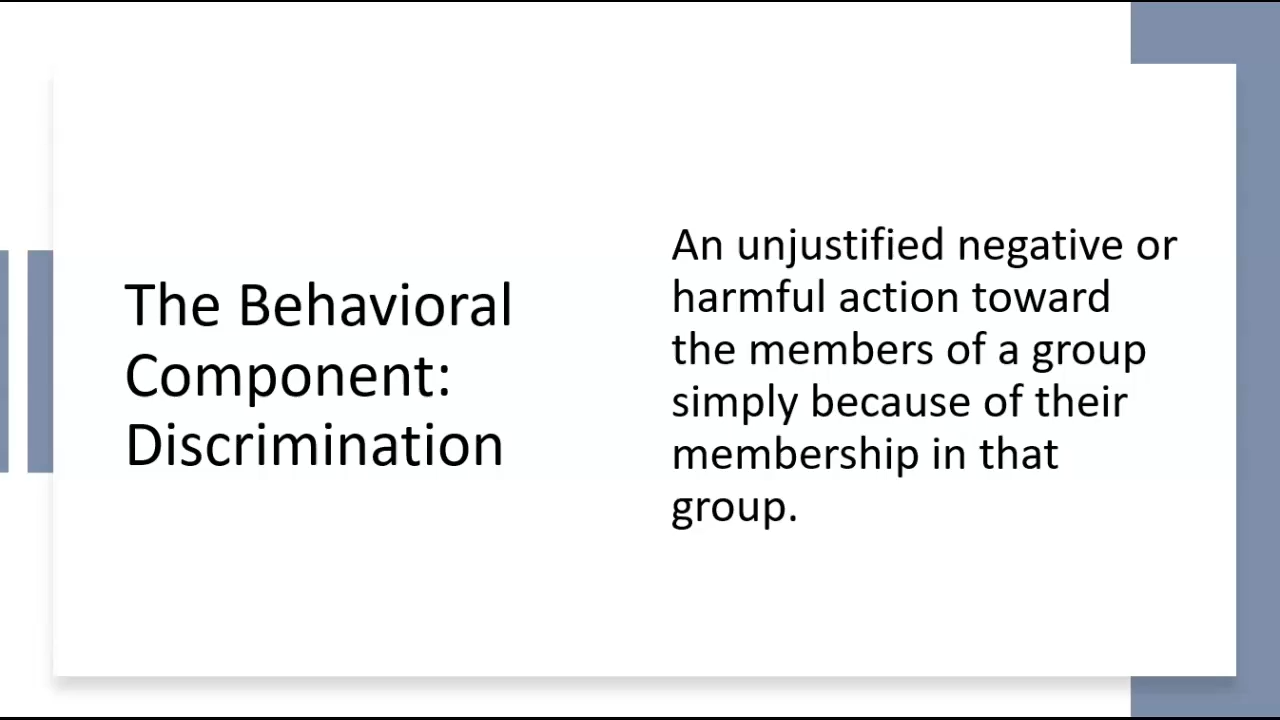 The Behavioral
Component:
Discrimination
An unjustified negative or
harmful action toward
the members of a group
simply because of their
membership in that
group.